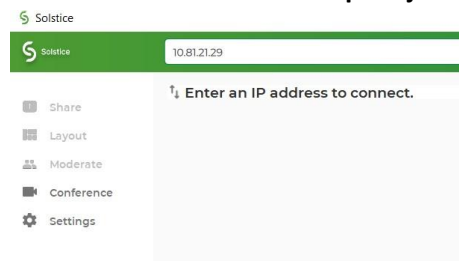 Solstice
Solstice
10.81.21.29
Enter an IP address to connect.
Share
Layout
Moderate
Conference
Settings